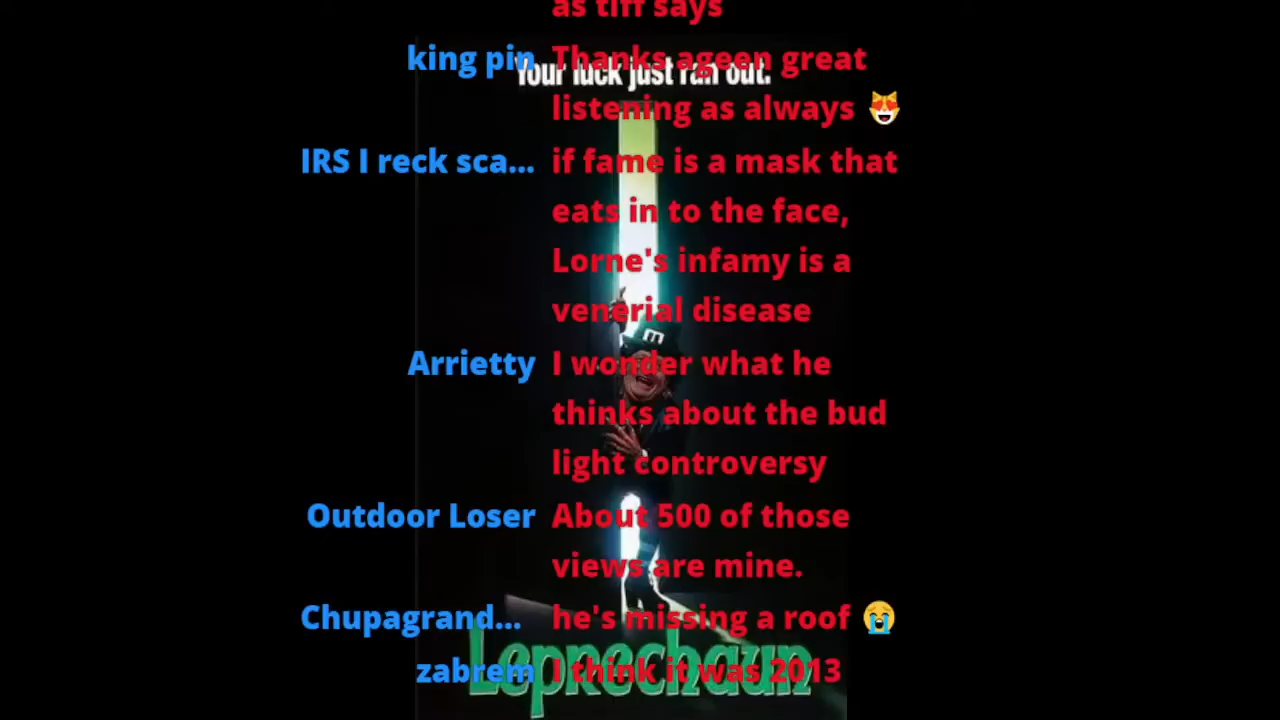 as tiff says
king pin Thanks ageen great
Your luck just ran out.
listening as always 😻
IRS I reck sca... if fame is a mask that
eats in to the face,
Lorne's infamy is a
venerial disease
Arrietty I wonder what he
thinks about the bud
light controversy
Outdoor Loser About 500 of those
views are mine.
Chupagrand... he's missing a roof 😭
zabrem I think it was 2013
Leprechaun